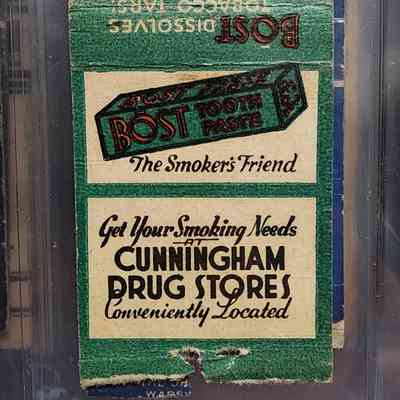 BOST DISSOLVES
TOBACCO TARS.
BOST TOOTH
PASTE
The Smoker's Friend
Get Your Smoking Needs
AT
CUNNINGHAM
DRUG STORES
Conveniently Located